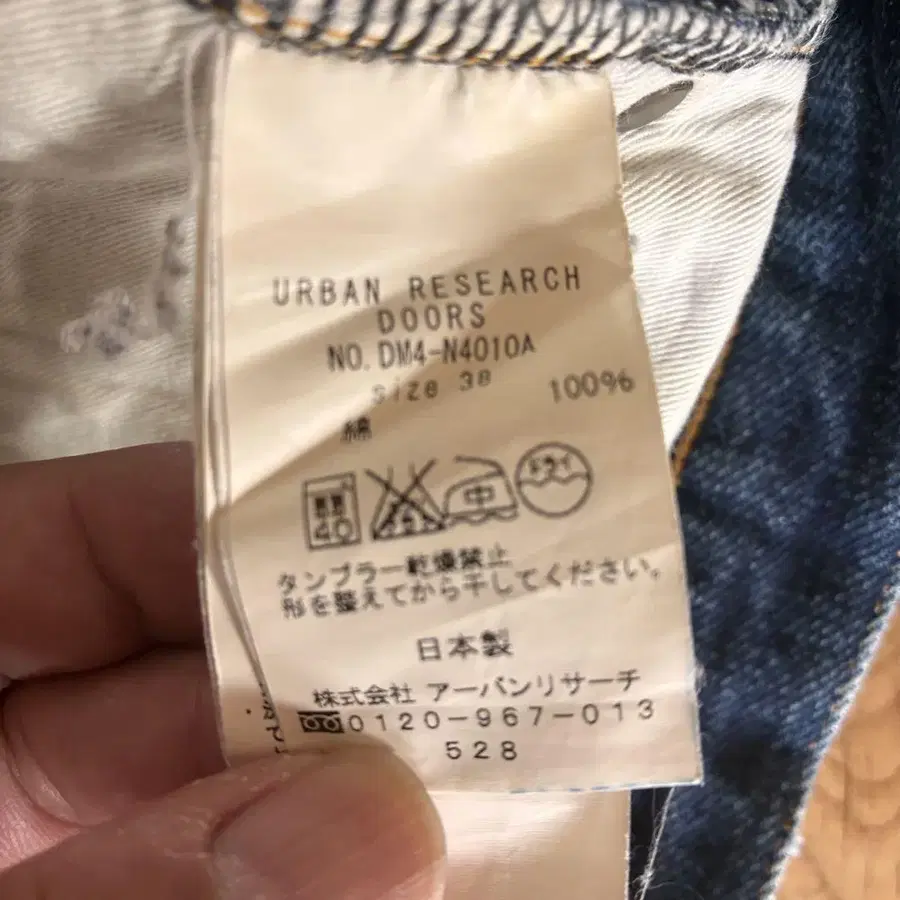 URBAN RESEARCH
DOORS
NO. DM4-N4010A
Size 38
綿 100%
40 中 ドライ
タンブラー乾燥禁止
形を整えてから干してください。
日本製
株式会社 アーバンリサーチ
0120-967-013
528